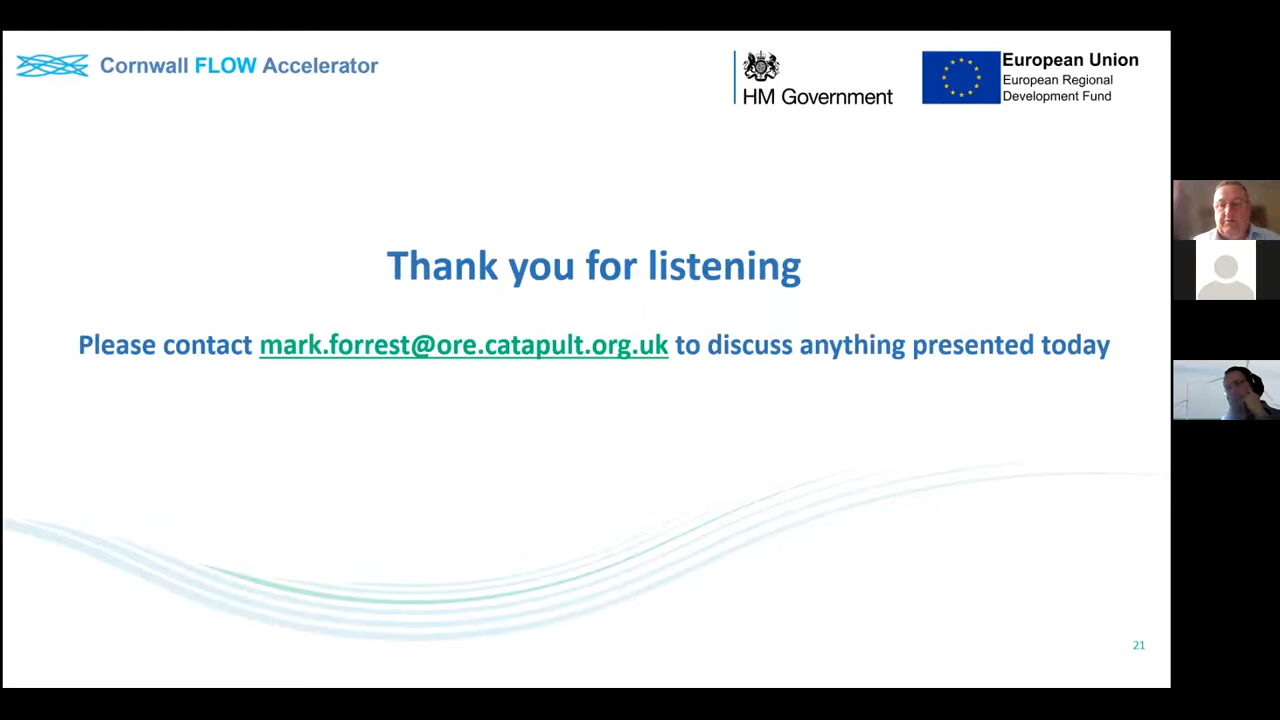 Cornwall FLOW Accelerator
HM Government
European Union
European Regional
Development Fund
Thank you for listening
Please contact mark.forrest@ore.catapult.org.uk to discuss anything presented today
21